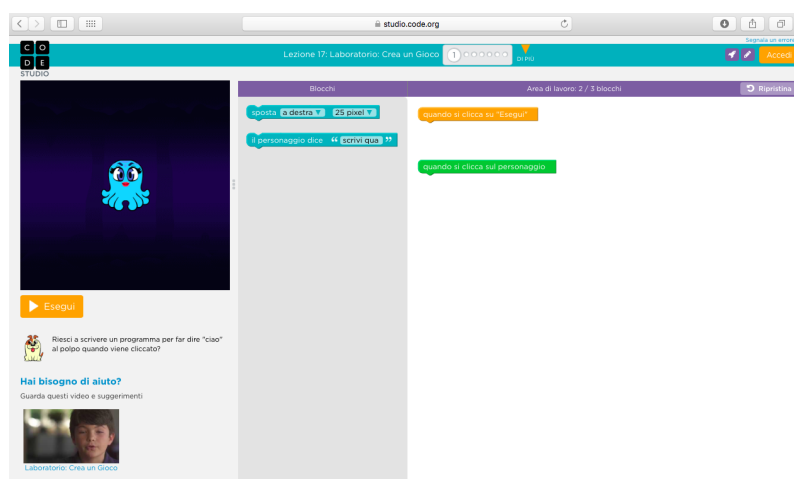 studio.code.org
Segnala un errore
C O
D E
STUDIO
Lezione 17: Laboratorio: Crea un Gioco
1
DI PIÙ
Accedi
Blocchi
Area di lavoro: 2 / 3 blocchi
Ripristina
sposta a destra ▼ 25 pixel ▼
il personaggio dice “ scrivi qua ”
quando si clicca su "Esegui"
quando si clicca sul personaggio
Esegui
Riesci a scrivere un programma per far dire "ciao"
al polpo quando viene cliccato?
Hai bisogno di aiuto?
Guarda questi video e suggerimenti
Laboratorio: Crea un Gioco